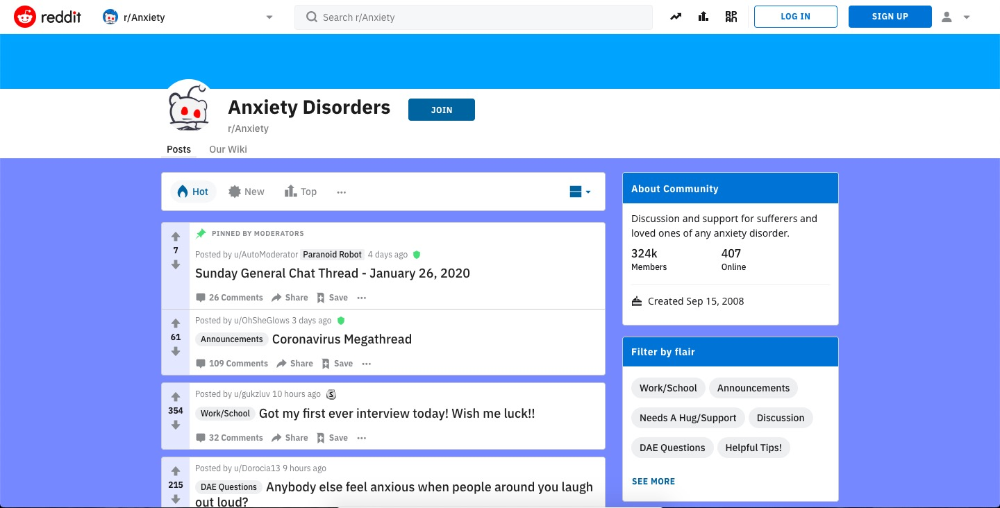 reddit
r/Anxiety
Search r/Anxiety
LOG IN
SIGN UP
Anxiety Disorders
JOIN
r/Anxiety
Posts
Our Wiki
Hot
New
Top
PINNED BY MODERATORS
7
Posted by u/AutoModerator Paranoid Robot 4 days ago
Sunday General Chat Thread - January 26, 2020
26 Comments Share Save
Posted by u/OhSheGlows 3 days ago
61
Announcements Coronavirus Megathread
109 Comments Share Save
Posted by u/gukzluv 10 hours ago
354
Work/School Got my first ever interview today! Wish me luck!!
32 Comments Share Save
Posted by u/Dorocia13 9 hours ago
215
DAE Questions Anybody else feel anxious when people around you laugh
out loud?
About Community
Discussion and support for sufferers and
loved ones of any anxiety disorder.
324k
407
Members
Online
Created Sep 15, 2008
Filter by flair
Work/School
Announcements
Needs A Hug/Support
Discussion
DAE Questions
Helpful Tips!
SEE MORE